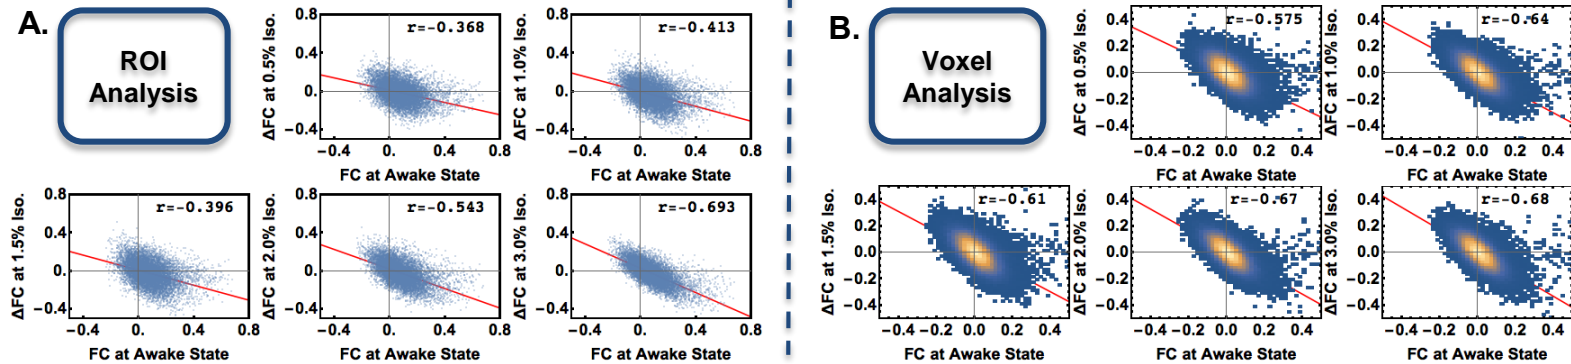 A.
ROI
Analysis
ΔFC at 0.5% Iso.
0.8
0.4
0.
−0.4
r=-0.368
−0.4 0. 0.4 0.8
FC at Awake State
ΔFC at 1.0% Iso.
0.8
0.4
0.
−0.4
r=-0.413
−0.4 0. 0.4 0.8
FC at Awake State
ΔFC at 1.5% Iso.
0.8
0.4
0.
−0.4
r=-0.396
−0.4 0. 0.4 0.8
FC at Awake State
ΔFC at 2.0% Iso.
0.8
0.4
0.
−0.4
r=-0.543
−0.4 0. 0.4 0.8
FC at Awake State
ΔFC at 3.0% Iso.
0.8
0.4
0.
−0.4
r=-0.693
−0.4 0. 0.4 0.8
FC at Awake State
B.
Voxel
Analysis
ΔFC at 0.5% Iso.
0.4
0.2
0.0
−0.2
−0.4
r=-0.575
−0.4 −0.2 0.0 0.2 0.4
FC at Awake State
ΔFC at 1.0% Iso.
0.4
0.2
0.0
−0.2
−0.4
r=-0.64
−0.4 −0.2 0.0 0.2 0.4
FC at Awake State
ΔFC at 1.5% Iso.
0.4
0.2
0.0
−0.2
−0.4
r=-0.61
−0.4 −0.2 0.0 0.2 0.4
FC at Awake State
ΔFC at 2.0% Iso.
0.4
0.2
0.0
−0.2
−0.4
r=-0.67
−0.4 −0.2 0.0 0.2 0.4
FC at Awake State
ΔFC at 3.0% Iso.
0.4
0.2
0.0
−0.2
−0.4
r=-0.68
−0.4 −0.2 0.0 0.2 0.4
FC at Awake State